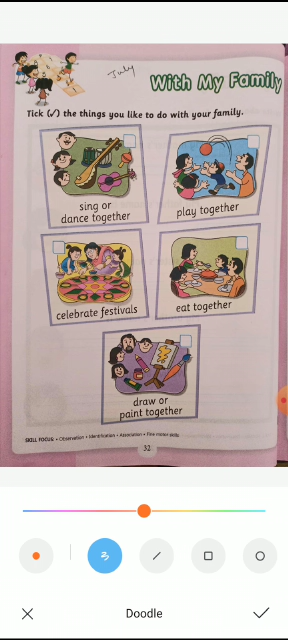 July
With My Family
Tick (✓) the things you like to do with your family.
sing or
dance together
play together
celebrate festivals
eat together
draw or
paint together
SKILL FOCUS: • Observation • Identification • Association • Fine motor skills
32
Doodle